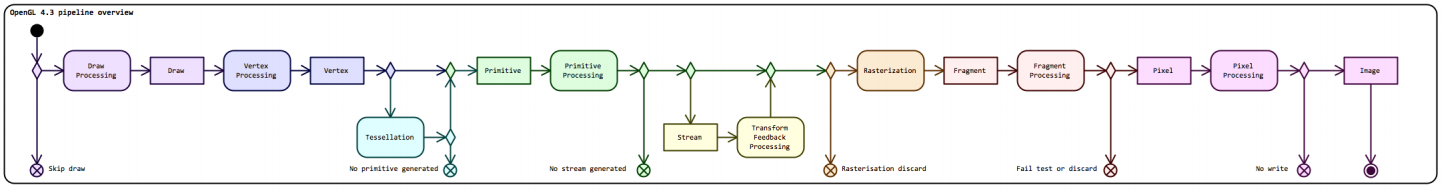 OpenGL 4.3 pipeline overview
Draw
Processing
Draw
Vertex
Processing
Vertex
Primitive
Primitive
Processing
Rasterization
Fragment
Fragment
Processing
Pixel
Pixel
Processing
Image
Tessellation
Stream
Transform
Feedback
Processing
Skip draw
No primitive generated
No stream generated
Rasterisation discard
Fail test or discard
No write